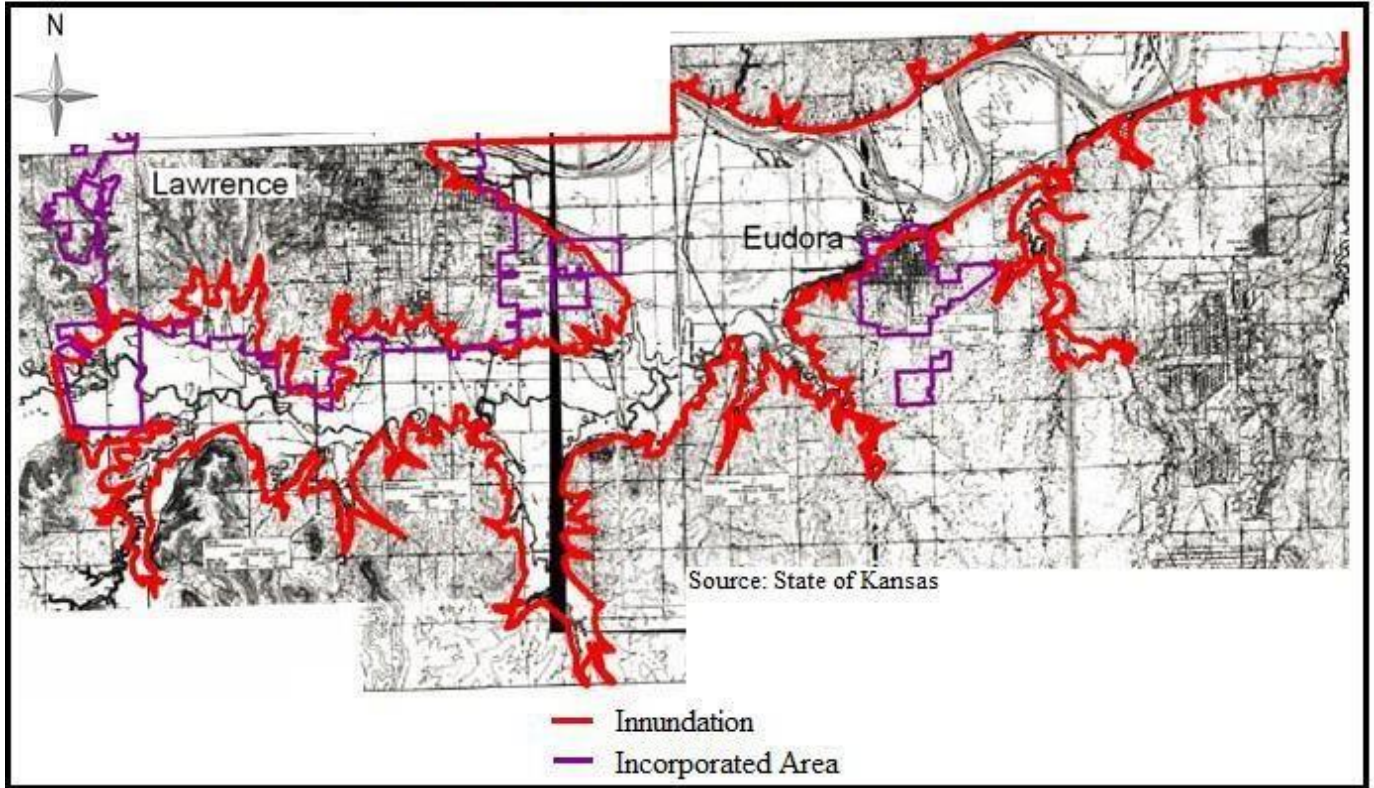 N
Lawrence
Eudora
Source: State of Kansas
Innundation
Incorporated Area